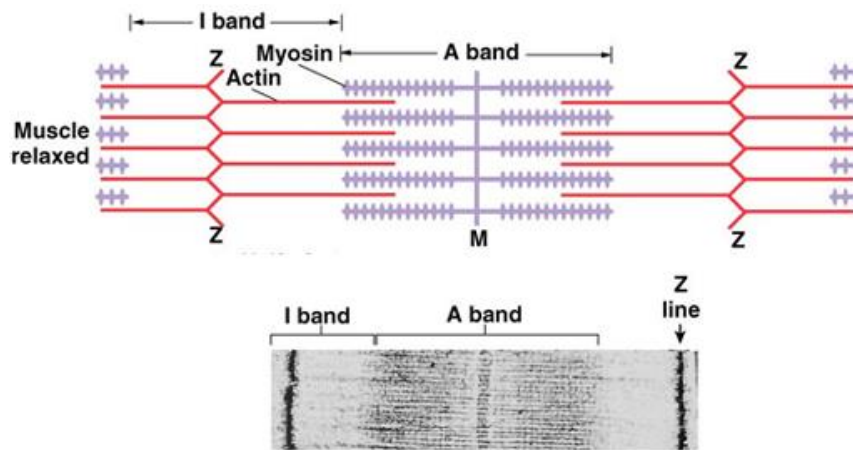 I band
Z
Myosin
A band
Z
Actin
Muscle
relaxed
Z
M
Z
Z
line
I band
A band